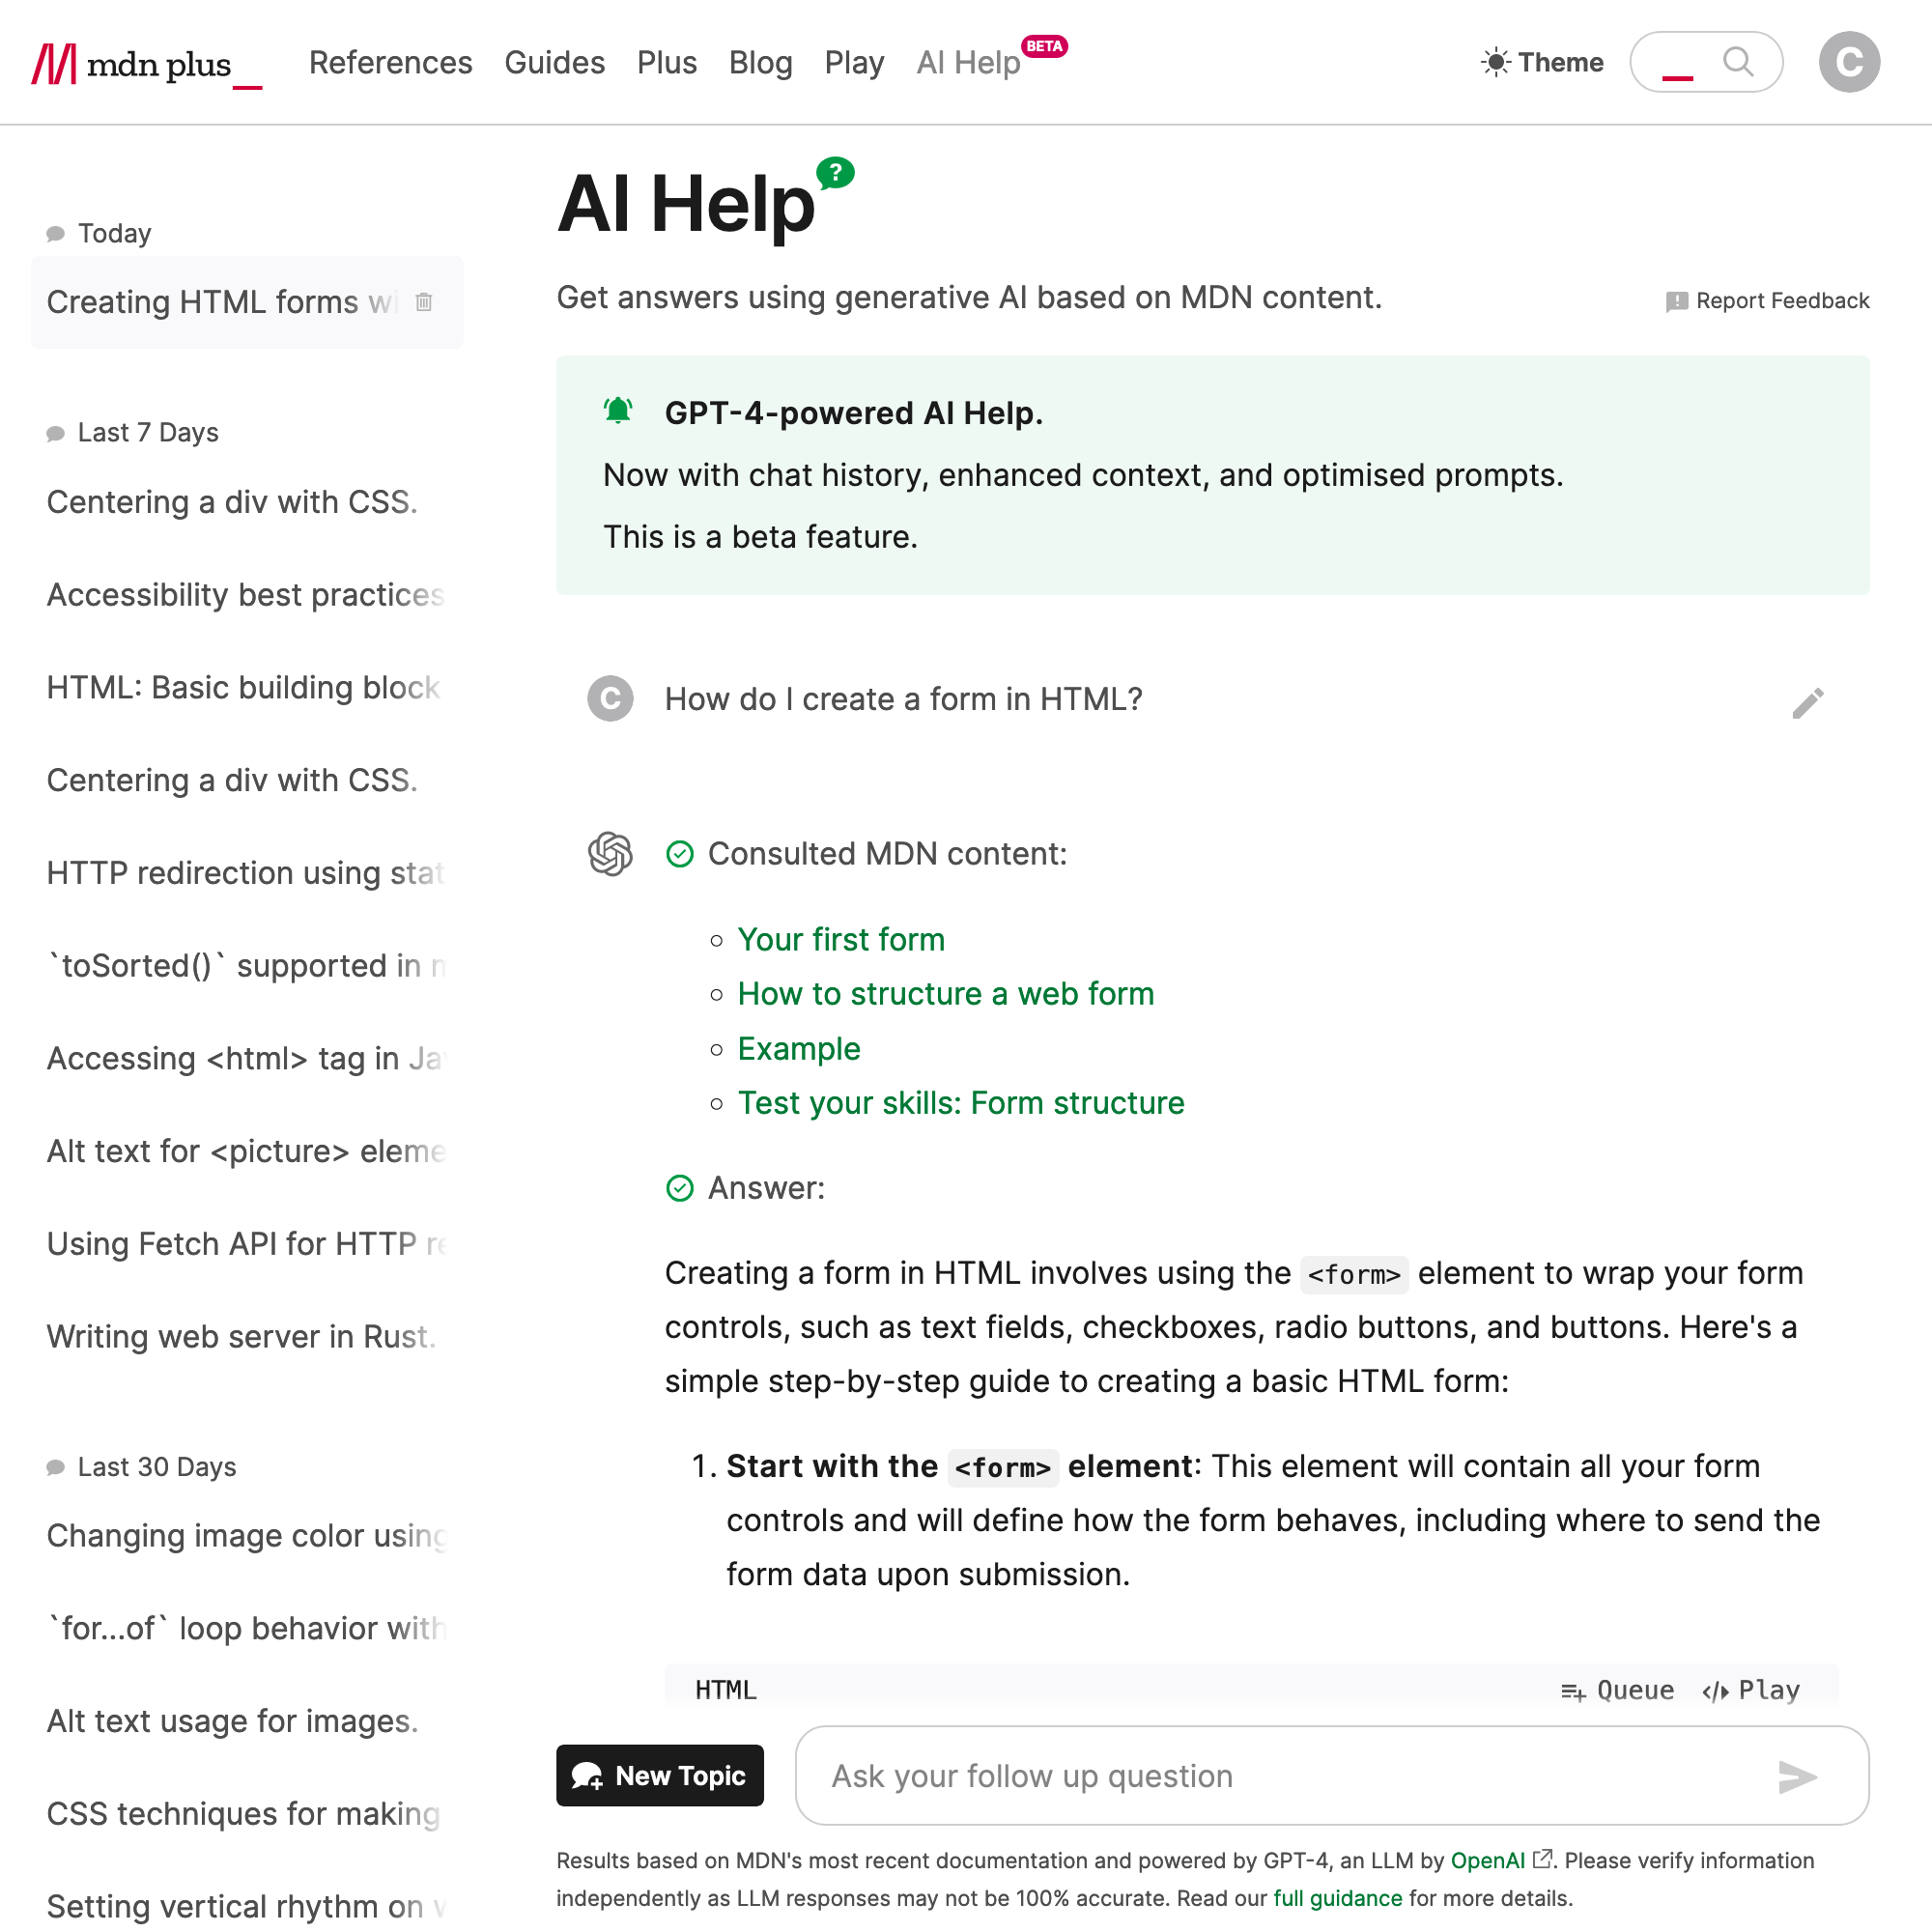 mdn plus_
References Guides Plus Blog Play AI Help BETA
Theme
C
Today
Creating HTML forms wi
Last 7 Days
Centering a div with CSS.
Accessibility best practices
HTML: Basic building block
Centering a div with CSS.
HTTP redirection using stat
`toSorted()` supported in m
Accessing <html> tag in Jav
Alt text for <picture> eleme
Using Fetch API for HTTP re
Writing web server in Rust.
Last 30 Days
Changing image color using
`for...of` loop behavior with
Alt text usage for images.
CSS techniques for making
Setting vertical rhythm on w
AI Help ?
Get answers using generative AI based on MDN content.
Report Feedback
GPT-4-powered AI Help.
Now with chat history, enhanced context, and optimised prompts.
This is a beta feature.
C How do I create a form in HTML?
Consulted MDN content:
Your first form
How to structure a web form
Example
Test your skills: Form structure
Answer:
Creating a form in HTML involves using the <form> element to wrap your form
controls, such as text fields, checkboxes, radio buttons, and buttons. Here's a
simple step-by-step guide to creating a basic HTML form:
1. Start with the <form> element: This element will contain all your form
controls and will define how the form behaves, including where to send the
form data upon submission.
HTML Queue Play
New Topic
Ask your follow up question
Results based on MDN's most recent documentation and powered by GPT-4, an LLM by OpenAI. Please verify information
independently as LLM responses may not be 100% accurate. Read our full guidance for more details.